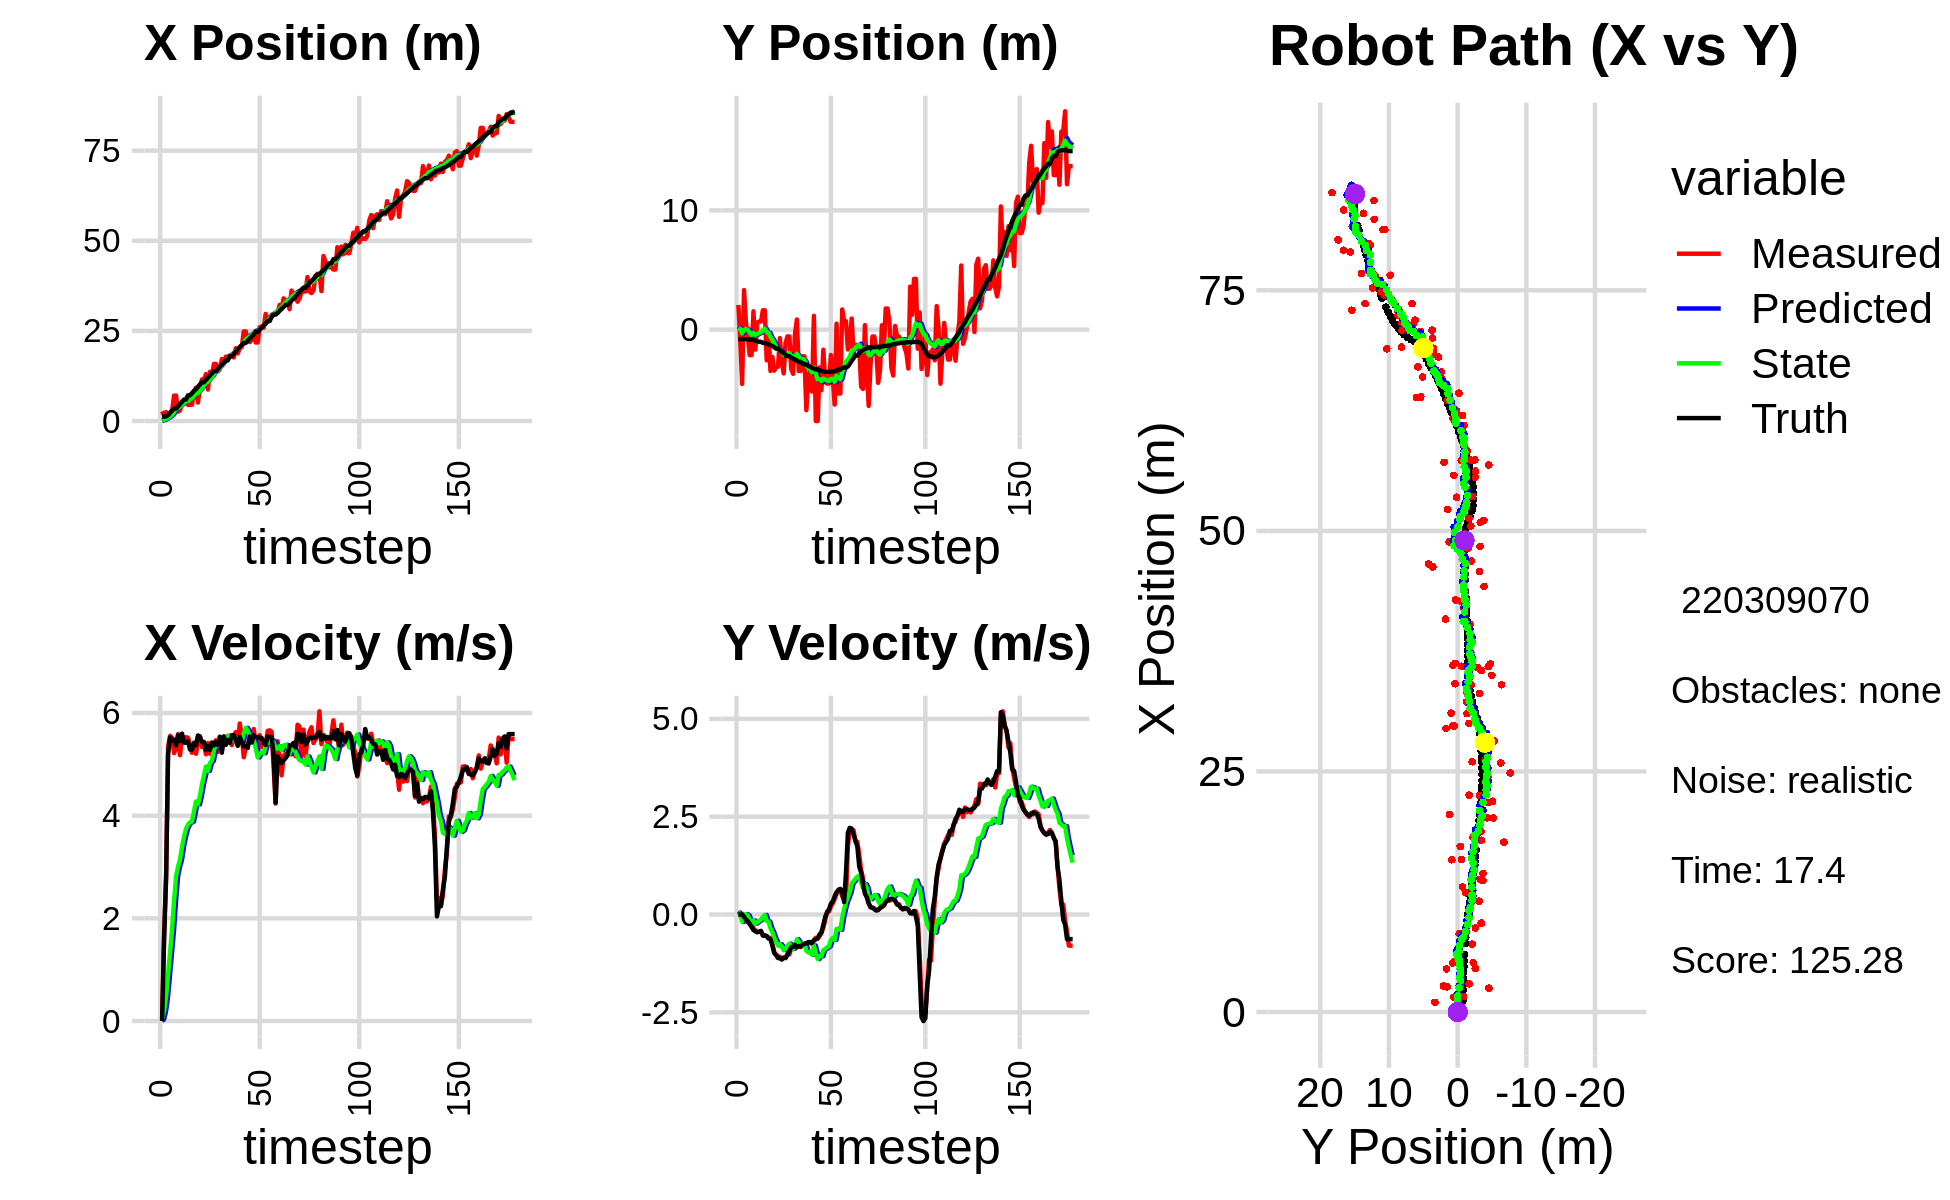 X Position (m)
75
50
25
0
0
50
100
150
timestep
Y Position (m)
10
0
0
50
100
150
timestep
X Velocity (m/s)
6
4
2
0
0
50
100
150
timestep
Y Velocity (m/s)
5.0
2.5
0.0
-2.5
0
50
100
150
timestep
Robot Path (X vs Y)
X Position (m)
75
50
25
0
20 10 0 -10 -20
Y Position (m)
variable
Measured
Predicted
State
Truth
220309070
Obstacles: none
Noise: realistic
Time: 17.4
Score: 125.28